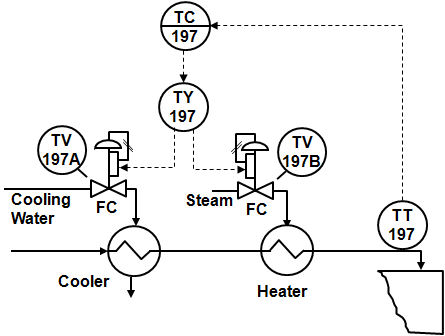 TC
197
TY
197
TV
197A
TV
197B
Cooling
Water
FC
Steam
FC
TT
197
Cooler
Heater